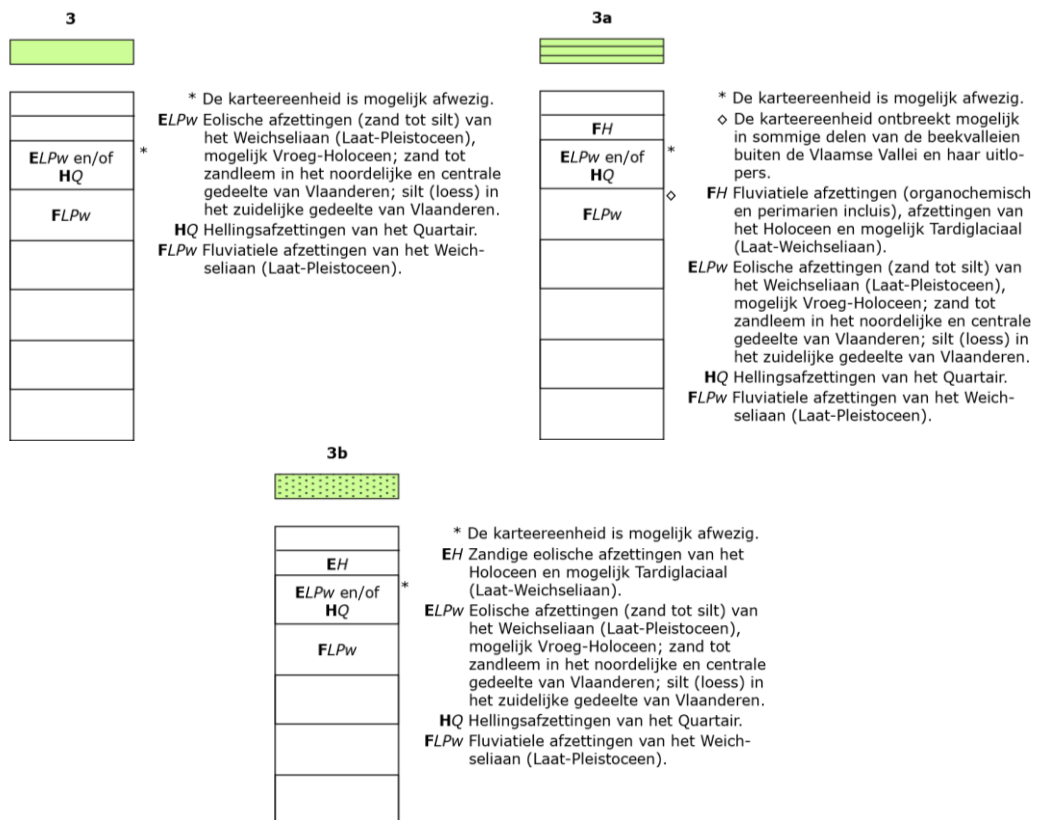 3
ELPw en/of
HQ
*
FLPw
* De karteereenheid is mogelijk afwezig.
ELPw Eolische afzettingen (zand tot silt) van
het Weichseliaan (Laat-Pleistoceen),
mogelijk Vroeg-Holoceen; zand tot
zandleem in het noordelijke en centrale
gedeelte van Vlaanderen; silt (loess) in
het zuidelijke gedeelte van Vlaanderen.
HQ Hellingsafzettingen van het Quartair.
FLPw Fluviatiele afzettingen van het Weich-
seliaan (Laat-Pleistoceen).
3a
FH
ELPw en/of
HQ
*
◇
FLPw
* De karteereenheid is mogelijk afwezig.
◇ De karteereenheid ontbreekt mogelijk
in sommige delen van de beekvalleien
buiten de Vlaamse Vallei en haar uitlo-
pers.
FH Fluviatiele afzettingen (organochemisch
en perimarien incluis), afzettingen van
het Holoceen en mogelijk Tardiglaciaal
(Laat-Weichseliaan).
ELPw Eolische afzettingen (zand tot silt) van
het Weichseliaan (Laat-Pleistoceen),
mogelijk Vroeg-Holoceen; zand tot
zandleem in het noordelijke en centrale
gedeelte van Vlaanderen; silt (loess) in
het zuidelijke gedeelte van Vlaanderen.
HQ Hellingsafzettingen van het Quartair.
FLPw Fluviatiele afzettingen van het Weich-
seliaan (Laat-Pleistoceen).
3b
EH
ELPw en/of
HQ
*
FLPw
* De karteereenheid is mogelijk afwezig.
EH Zandige eolische afzettingen van het
Holoceen en mogelijk Tardiglaciaal
(Laat-Weichseliaan).
ELPw Eolische afzettingen (zand tot silt) van
het Weichseliaan (Laat-Pleistoceen),
mogelijk Vroeg-Holoceen; zand tot
zandleem in het noordelijke en centrale
gedeelte van Vlaanderen; silt (loess) in
het zuidelijke gedeelte van Vlaanderen.
HQ Hellingsafzettingen van het Quartair.
FLPw Fluviatiele afzettingen van het Weich-
seliaan (Laat-Pleistoceen).